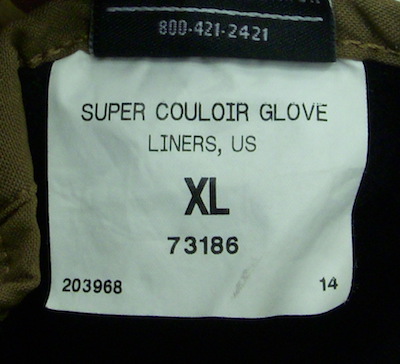 800-421-2421
SUPER COULOIR GLOVE
LINERS, US
XL
73186
203968 14